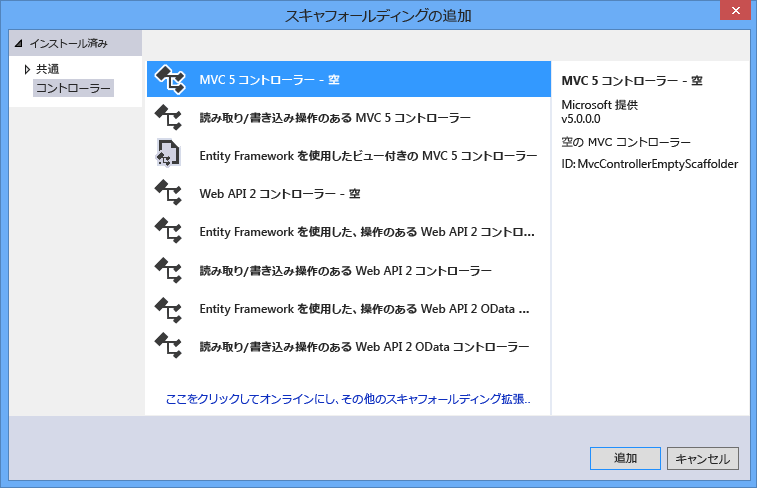 スキャフォールディングの追加
インストール済み
共通
コントローラー
MVC 5 コントローラー - 空
読み取り/書き込み操作のある MVC 5 コントローラー
Entity Framework を使用したビュー付きの MVC 5 コントローラー
Web API 2 コントローラー - 空
Entity Framework を使用した、操作のある Web API 2 コントロ...
読み取り/書き込み操作のある Web API 2 コントローラー
Entity Framework を使用した、操作のある Web API 2 OData ...
読み取り/書き込み操作のある Web API 2 OData コントローラー
ここをクリックしてオンラインにし、その他のスキャフォールディング拡張..
MVC 5 コントローラー - 空
Microsoft 提供
v5.0.0.0
空の MVC コントローラー
ID: MvcControllerEmptyScaffolder
追加
キャンセル